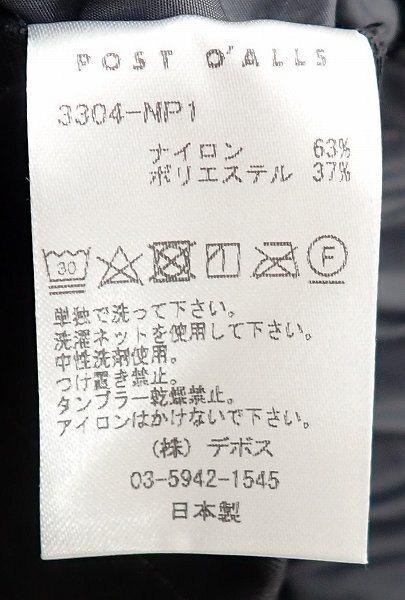 POST O'ALLS
3304-NP1
ナイロン 63%
ポリエステル 37%
30 F
単独で洗って下さい。
洗濯ネットを使用して下さい。
中性洗剤使用。
つけ置き禁止。
タンブラー乾燥禁止。
アイロンはかけないで下さい。
(株) デポス
03-5942-1545
日本製